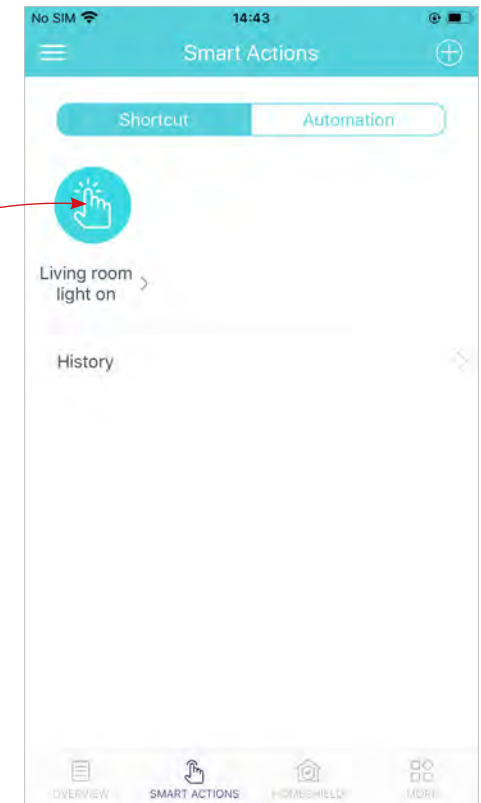 No SIM 14:43
Smart Actions
Shortcut Automation
Living room
light on
History
OVERVIEW SMART ACTIONS HOMESHIELD MORE